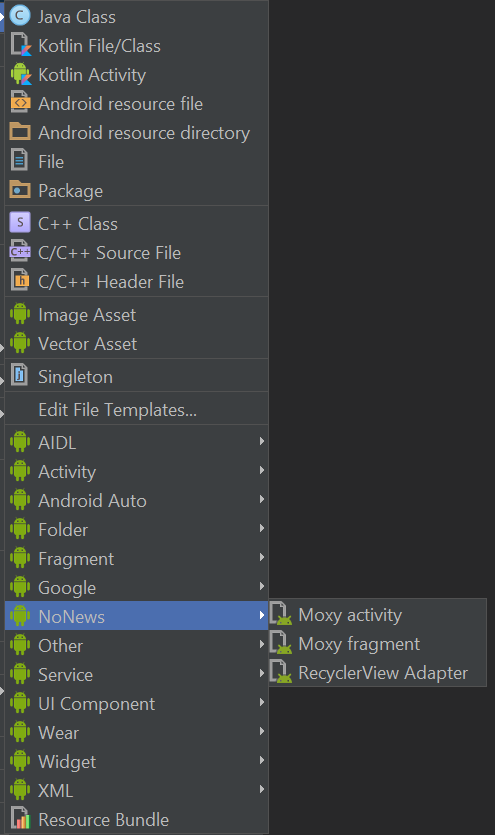 Java Class
Kotlin File/Class
Kotlin Activity
Android resource file
Android resource directory
File
Package
C++ Class
C/C++ Source File
C/C++ Header File
Image Asset
Vector Asset
Singleton
Edit File Templates...
AIDL
Activity
Android Auto
Folder
Fragment
Google
NoNews
Moxy activity
Moxy fragment
RecyclerView Adapter
Other
Service
UI Component
Wear
Widget
XML
Resource Bundle